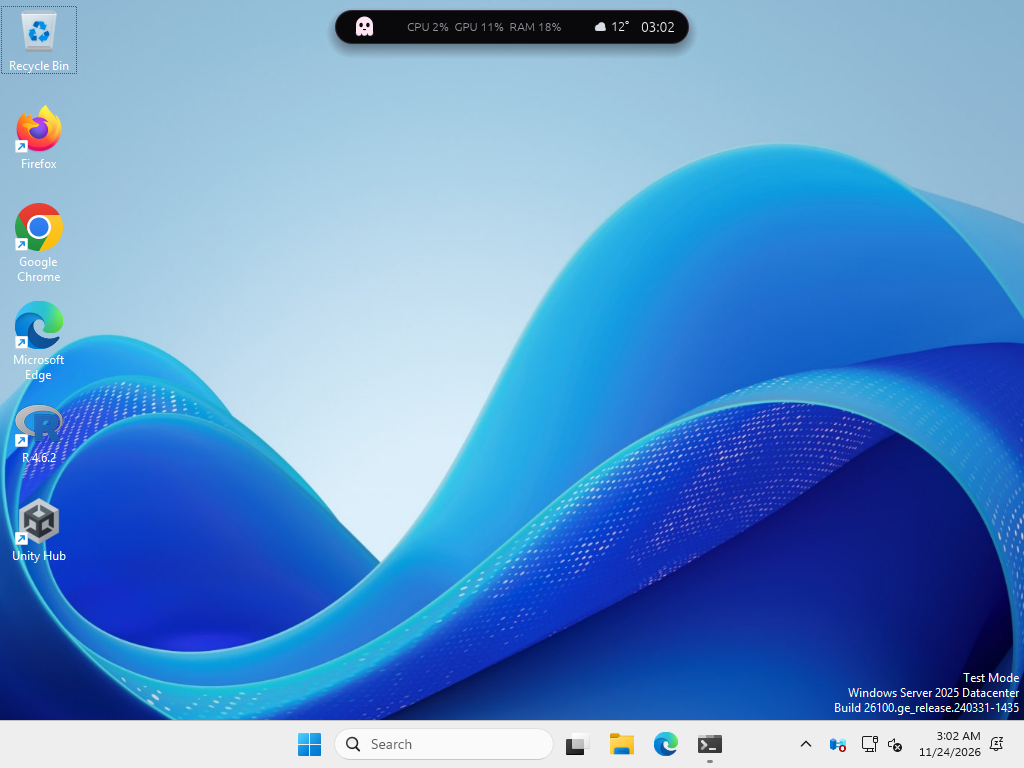 CPU 2% GPU 11% RAM 18% 12° 03:02
Recycle Bin
Firefox
Google
Chrome
Microsoft
Edge
R 4.6.2
Unity Hub
Test Mode
Windows Server 2025 Datacenter
Build 26100.ge_release.240331-1435
Search
3:02 AM
11/24/2026